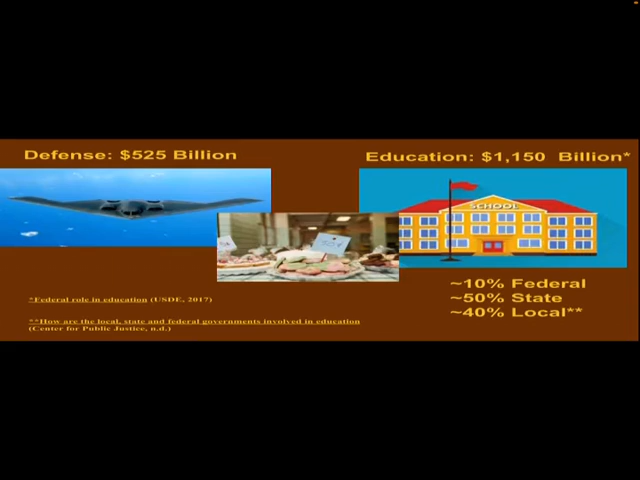 Defense: $525 Billion
Education: $1,150 Billion*
SCHOOL
~10% Federal
~50% State
~40% Local**
*Federal role in education (USDE, 2017)
**How are the local, state and federal governments involved in education
(Center for Public Justice, n.d.)